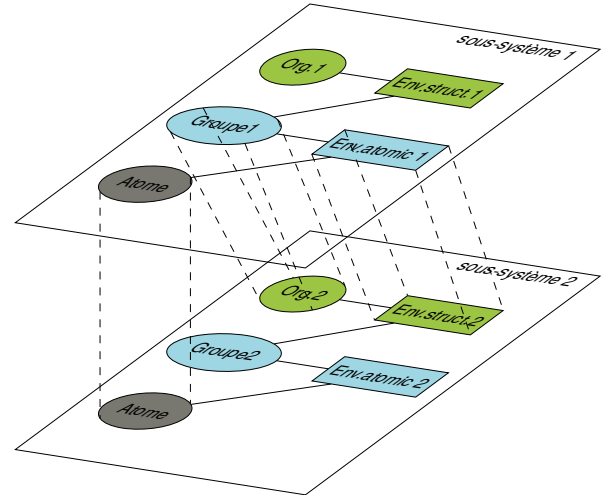 sous-système 1
Org.1
Env.struct.1
Groupe1
Env.atomic 1
Atome
sous-système 2
Org.2
Env.struct.2
Groupe2
Env.atomic 2
Atome